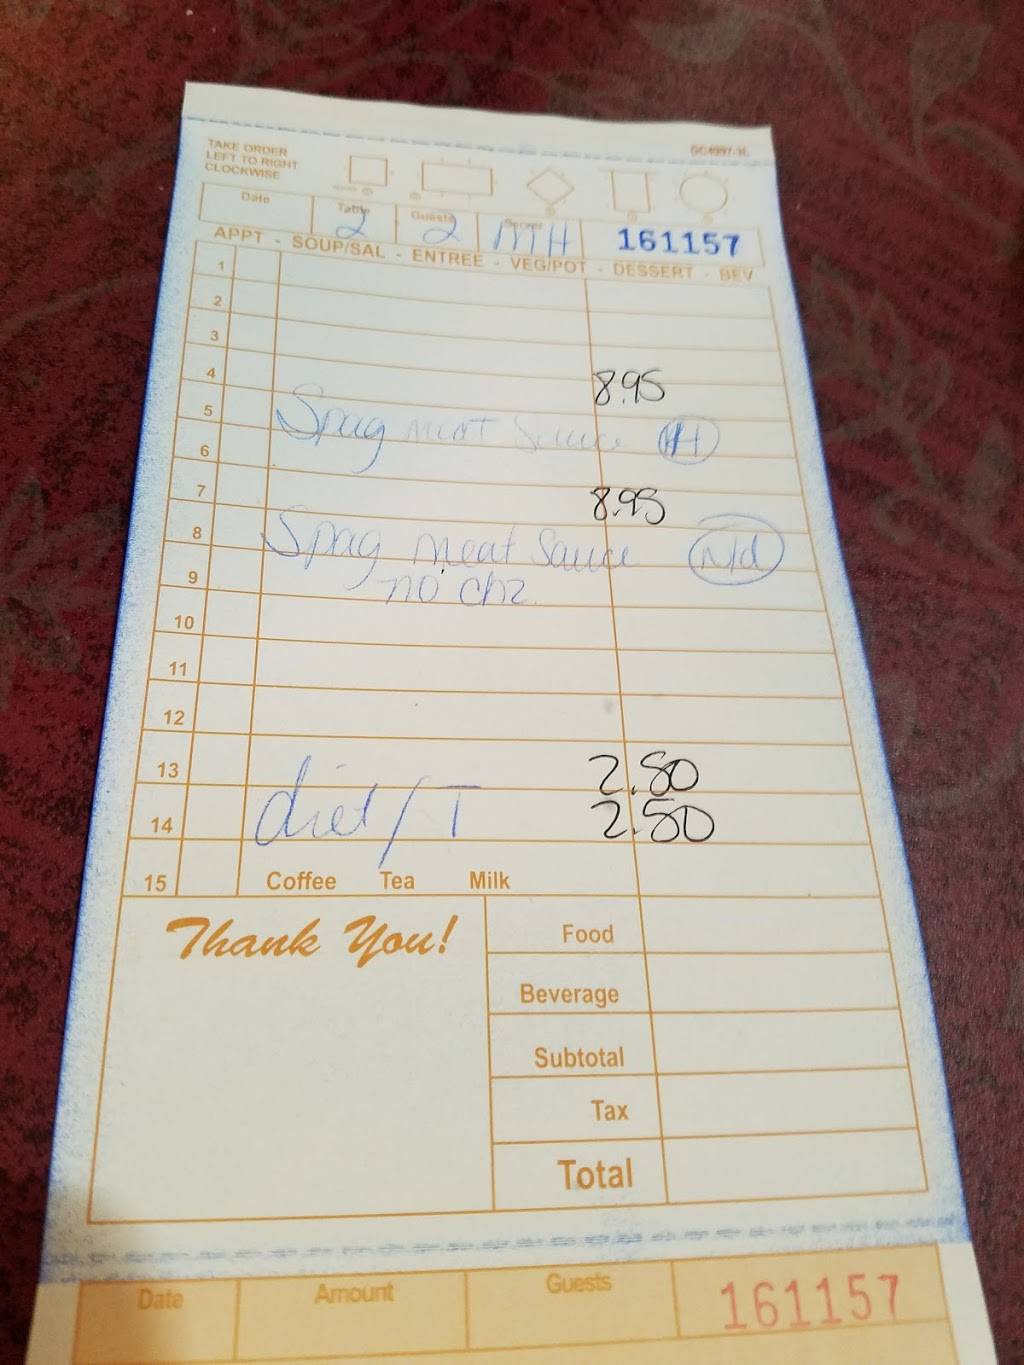 TAKE ORDER
LEFT TO RIGHT
CLOCKWISE
Date
Table 2
Guests 2
MH
161157
APPT - SOUP/SAL - ENTREE - VEG/POT - DESSERT - BEV
1
2
3
4 8.95
5 Spag meat Sauce H
6
7 8.95
8 Spag meat Sauce
9 no chz
10
11
12
13 2.50
14 diet/T 2.50
15 Coffee Tea Milk
Thank You!
Food
Beverage
Subtotal
Tax
Total
Date Amount Guests 161157